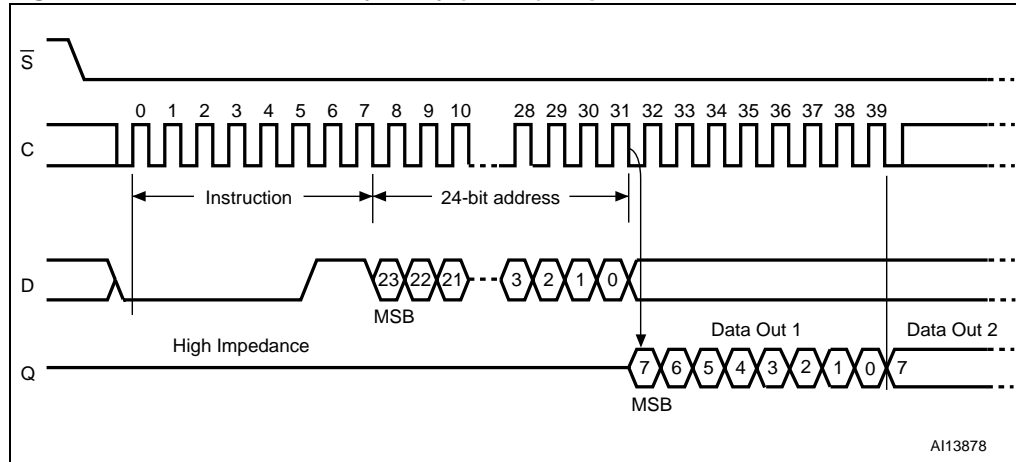 S
0 1 2 3 4 5 6 7 8 9 10 28 29 30 31 32 33 34 35 36 37 38 39
C
Instruction 24-bit address
D 23 22 21 3 2 1 0
MSB
High Impedance Data Out 1 Data Out 2
Q 7 6 5 4 3 2 1 0 7
MSB
AI13878